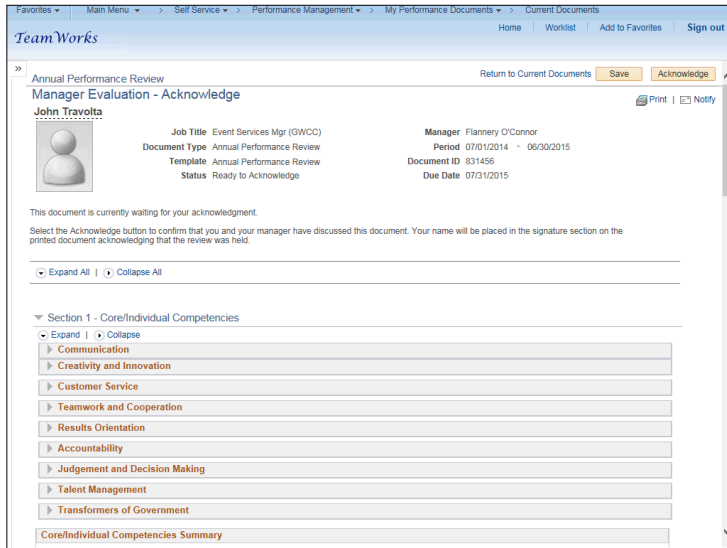 Favorites Main Menu > Self Service > Performance Management > My Performance Documents > Current Documents
Home Worklist Add to Favorites Sign out
TeamWorks
»
Annual Performance Review Return to Current Documents Save Acknowledge
Manager Evaluation - Acknowledge
Print | Notify
John Travolta
Job Title Event Services Mgr (GWCC) Manager Flannery O'Connor
Document Type Annual Performance Review Period 07/01/2014 - 06/30/2015
Template Annual Performance Review Document ID 831456
Status Ready to Acknowledge Due Date 07/31/2015
This document is currently waiting for your acknowledgment.
Select the Acknowledge button to confirm that you and your manager have discussed this document. Your name will be placed in the signature section on the
printed document acknowledging that the review was held.
Expand All | Collapse All
Section 1 - Core/Individual Competencies
Expand | Collapse
Communication
Creativity and Innovation
Customer Service
Teamwork and Cooperation
Results Orientation
Accountability
Judgement and Decision Making
Talent Management
Transformers of Government
Core/Individual Competencies Summary